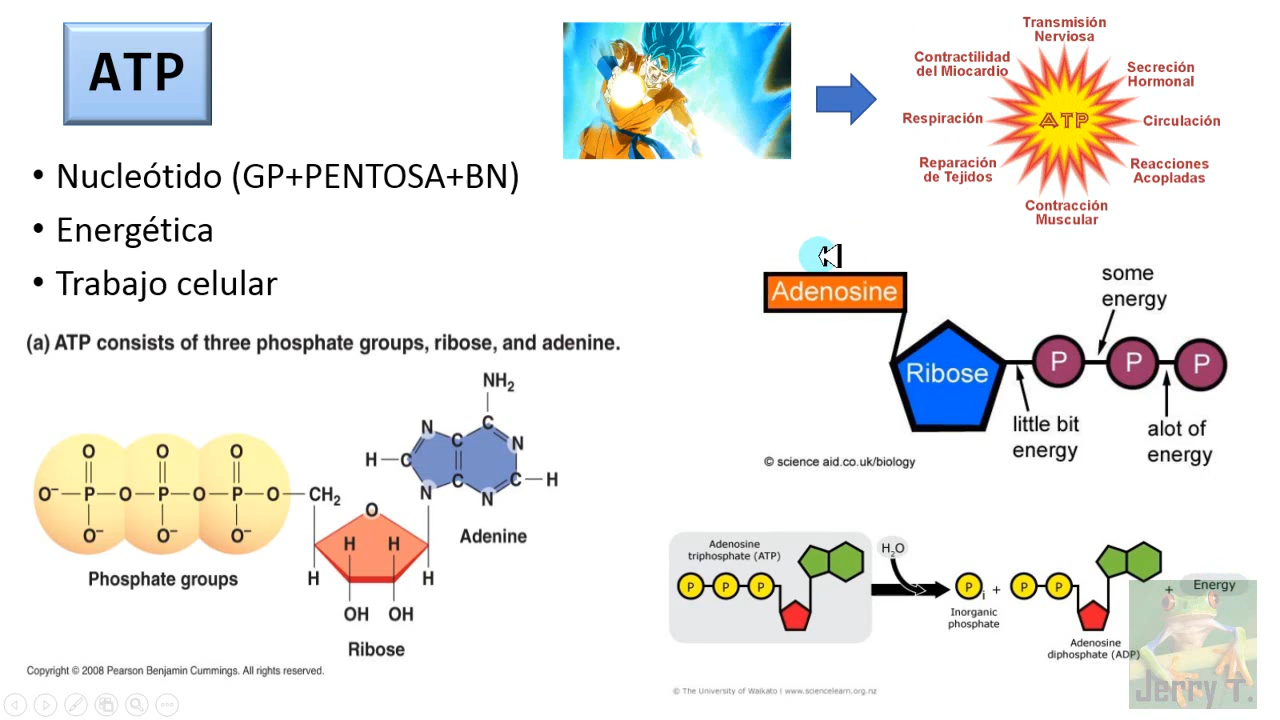 ATP
• Nucleótido (GP+PENTOSA+BN)
• Energética
• Trabajo celular
Transmisión
Nerviosa
Contractilidad
del Miocardio
Secreción
Hormonal
Respiración
ATP
Circulación
Reparación
de Tejidos
Reacciones
Acopladas
Contracción
Muscular
Adenosine
Ribose
P
P
P
some
energy
little bit
energy
alot of
energy
© science aid.co.uk/biology
(a) ATP consists of three phosphate groups, ribose, and adenine.
NH₂
N
C
C
N
H
C
C
C
H
N
N
Adenine
O
O
O
O⁻
P
O
P
O
P
O
CH₂
O⁻
O⁻
O⁻
Phosphate groups
O
H
H
H
H
OH
OH
Ribose
Copyright © 2008 Pearson Benjamin Cummings. All rights reserved.
Adenosine
triphosphate (ATP)
P
P
P
H₂O
P
i
+
P
P
+
Energy
Inorganic
phosphate
Adenosine
diphosphate (ADP)
© The University of Waikato | www.sciencelearn.org.nz
Jerry T.